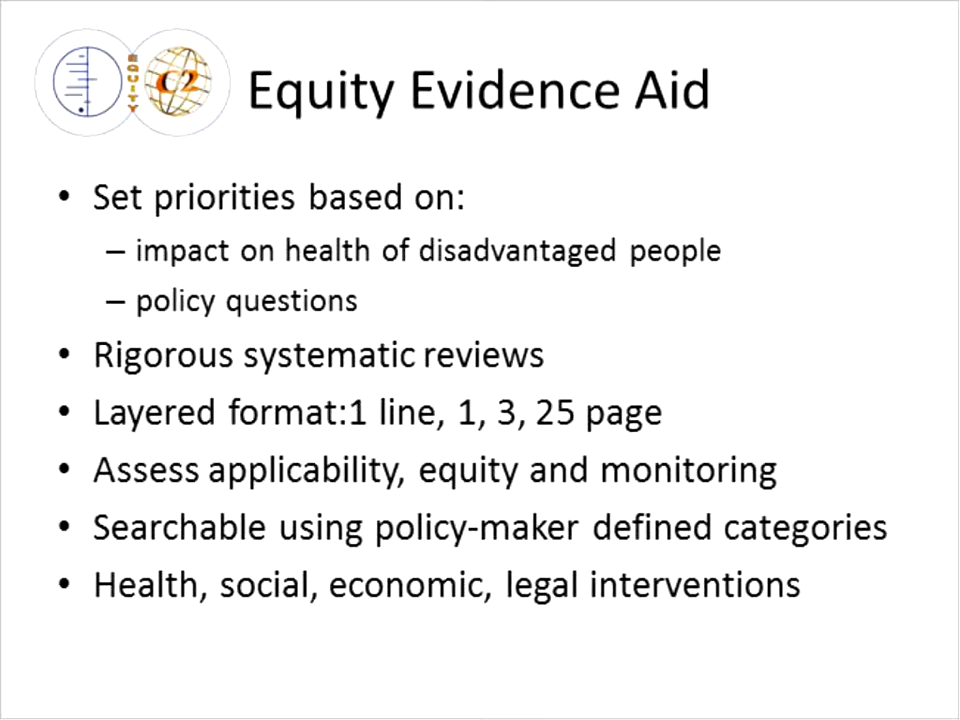 EQUITY
C2
Equity Evidence Aid
• Set priorities based on:
– impact on health of disadvantaged people
– policy questions
• Rigorous systematic reviews
• Layered format:1 line, 1, 3, 25 page
• Assess applicability, equity and monitoring
• Searchable using policy-maker defined categories
• Health, social, economic, legal interventions